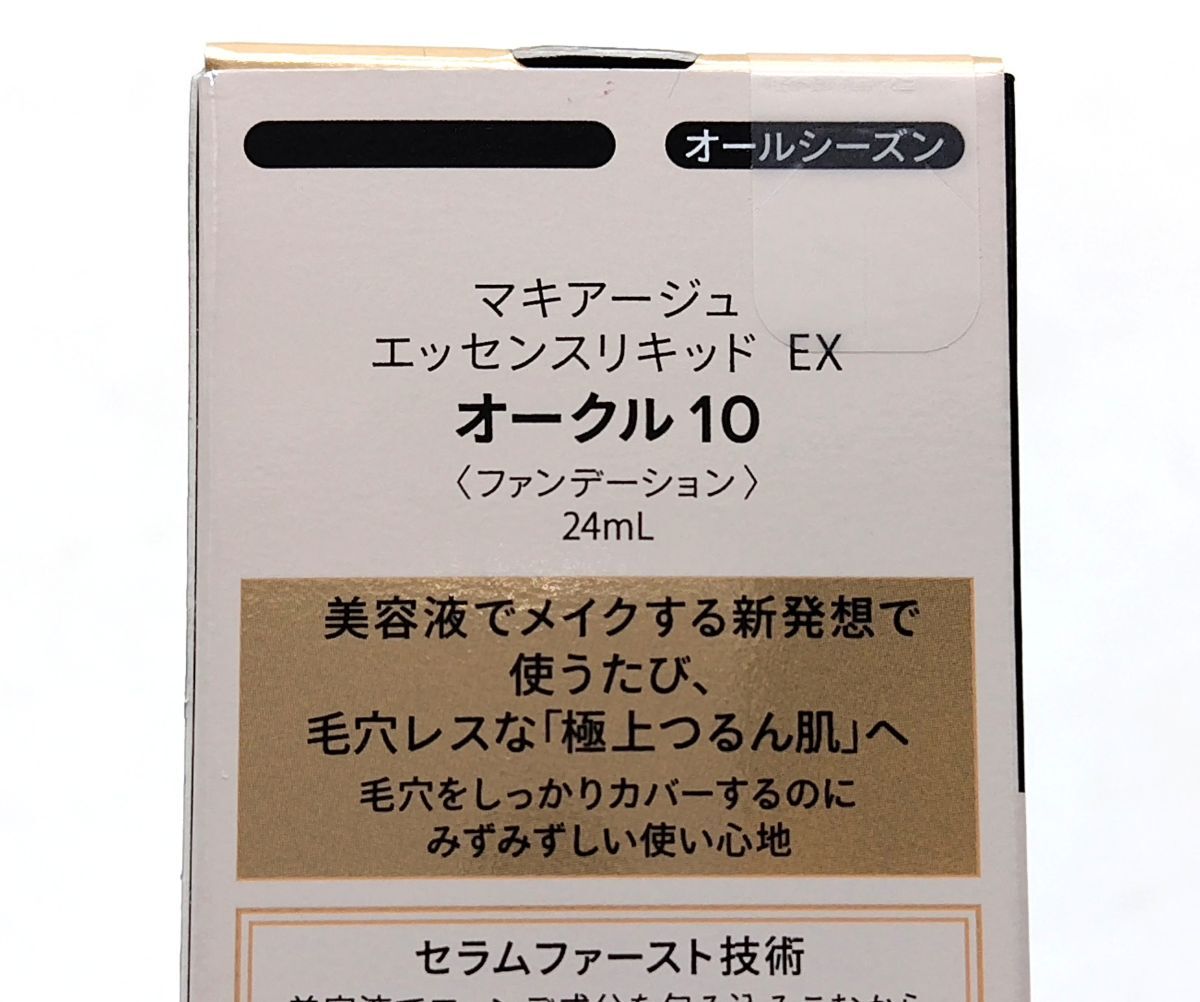 オールシーズン
マキアージュ
エッセンスリキッド EX
オークル 10
〈ファンデーション〉
24mL
美容液でメイクする新発想で
使うたび、
毛穴レスな「極上つるん肌」へ
毛穴をしっかりカバーするのに
みずみずしい使い心地
セラムファースト技術